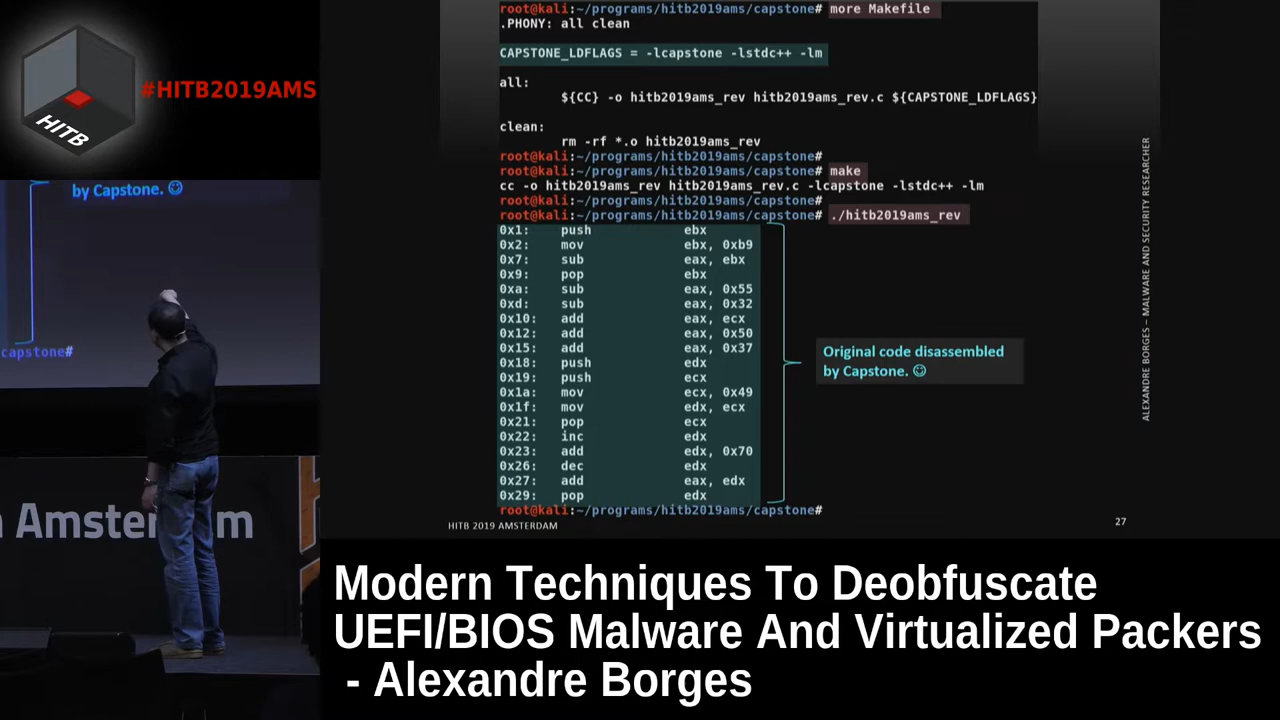 HITB
#HITB2019AMS
by Capstone. ☺
capstone#
Amsterdam
root@kali:~/programs/hitb2019ams/capstone# more Makefile
.PHONY: all clean
CAPSTONE_LDFLAGS = -lcapstone -lstdc++ -lm
all:
${CC} -o hitb2019ams_rev hitb2019ams_rev.c ${CAPSTONE_LDFLAGS}
clean:
rm -rf *.o hitb2019ams_rev
root@kali:~/programs/hitb2019ams/capstone#
root@kali:~/programs/hitb2019ams/capstone# make
cc -o hitb2019ams_rev hitb2019ams_rev.c -lcapstone -lstdc++ -lm
root@kali:~/programs/hitb2019ams/capstone#
root@kali:~/programs/hitb2019ams/capstone# ./hitb2019ams_rev
0x1: push ebx
0x2: mov ebx, 0xb9
0x7: sub eax, ebx
0x9: pop ebx
0xa: sub eax, 0x55
0xd: sub eax, 0x32
0x10: add eax, ecx
0x12: add eax, 0x50
0x15: add eax, 0x37
0x18: push edx
0x19: push ecx
0x1a: mov ecx, 0x49
0x1f: mov edx, ecx
0x21: pop ecx
0x22: inc edx
0x23: add edx, 0x70
0x26: dec edx
0x27: add eax, edx
0x29: pop edx
root@kali:~/programs/hitb2019ams/capstone#
Original code disassembled
by Capstone. ☺
ALEXANDRE BORGES – MALWARE AND SECURITY RESEARCHER
HITB 2019 AMSTERDAM
27
Modern Techniques To Deobfuscate
UEFI/BIOS Malware And Virtualized Packers
- Alexandre Borges